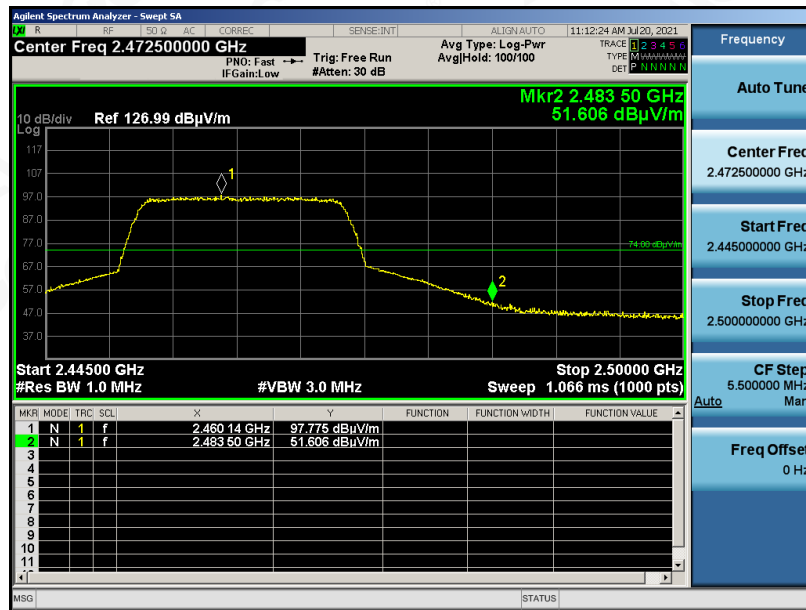 Agilent Spectrum Analyzer - Swept SA
LXI R RF 50 Ω AC CORREC SENSE:INT ALIGN AUTO 11:12:24 AM Jul 20, 2021
Center Freq 2.472500000 GHz
PNO: Fast
IFGain:Low
Trig: Free Run
#Atten: 30 dB
Avg Type: Log-Pwr
Avg|Hold: 100/100
TRACE 1 2 3 4 5 6
TYPE M WWWWW
DET P N N N N N
Frequency
Mkr2 2.483 50 GHz
51.606 dBµV/m
10 dB/div Ref 126.99 dBµV/m
Log
117
107
97.0
87.0
77.0
67.0
57.0
47.0
37.0
1
2
74.00 dBµV/m
Start 2.44500 GHz Stop 2.50000 GHz
#Res BW 1.0 MHz #VBW 3.0 MHz Sweep 1.066 ms (1000 pts)
MKR MODE TRC SCL X Y FUNCTION FUNCTION WIDTH FUNCTION VALUE
1 N 1 f 2.460 14 GHz 97.775 dBµV/m
2 N 1 f 2.483 50 GHz 51.606 dBµV/m
3
4
5
6
7
8
9
10
11
MSG STATUS
Auto Tune
Center Freq
2.472500000 GHz
Start Freq
2.445000000 GHz
Stop Freq
2.500000000 GHz
CF Step
5.500000 MHz
Auto Man
Freq Offset
0 Hz